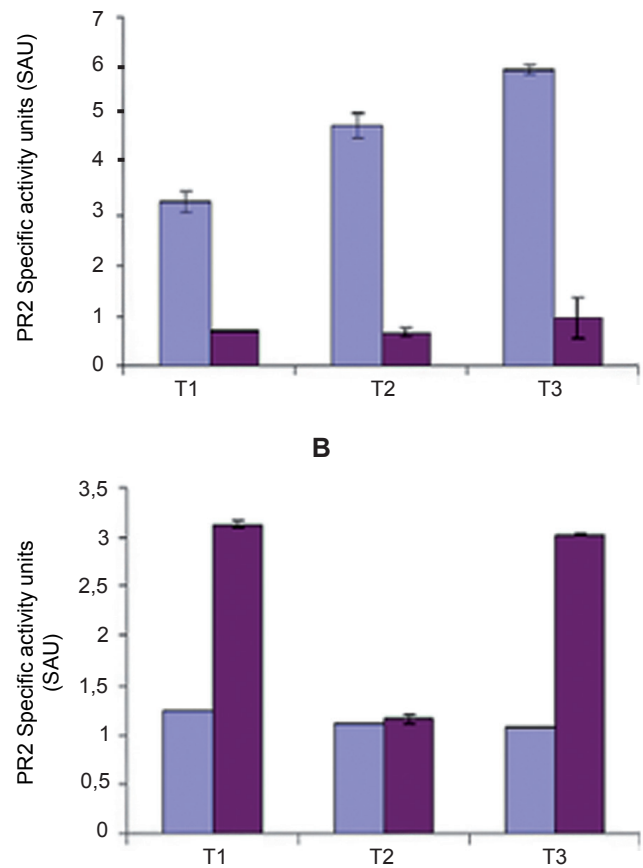 PR2 Specific activity units (SAU)
7
6
5
4
3
2
1
0
T1 T2 T3
B
PR2 Specific activity units
(SAU)
3,5
3
2,5
2
1,5
1
0,5
0
T1 T2 T3